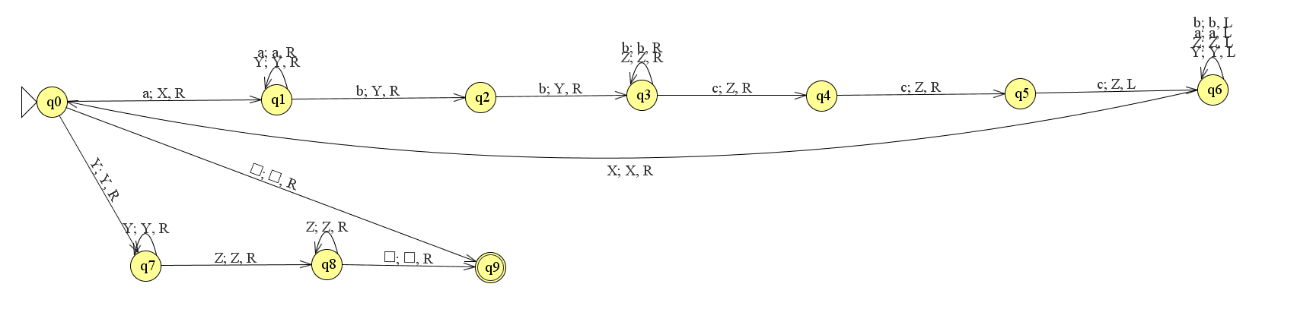 b; b, L
a; a, L
Z; Z, L
Y; Y, L
a; a, R
Y; Y, R
b; b, R
Z; Z, R
q0
a; X, R
q1
b; Y, R
q2
b; Y, R
q3
c; Z, R
q4
c; Z, R
q5
c; Z, L
q6
X; X, R
Y; Y, R
□; □, R
Y; Y, R
Z; Z, R
q7
Z; Z, R
q8
□; □, R
q9